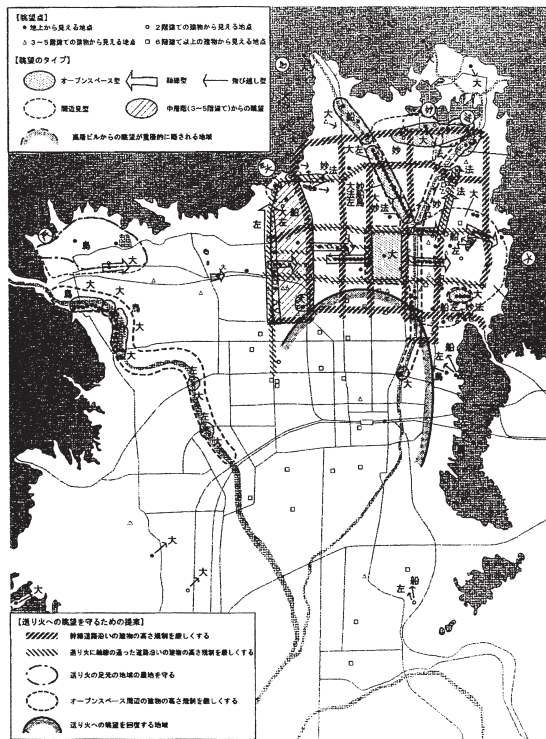 【眺望点】
・地上から見える地点 ○ 2階建ての建物から見える地点
△ 3~5階建ての建物から見える地点 □ 6階建て以上の建物から見える地点
【眺望のタイプ】
オープンスペース型 軸線型 飛び越し型
間近見型 中層階(3~5階建て)からの眺望
高層ビルからの眺望が重層的に隠される地域
大
船
大
妙
法
左
大
妙
法
大
左
船
左
鳥
大
鳥
大
鳥
大
大
大
船
左
鳥
大
大
大
大
船
左
【送り火への眺望を守るための提案】
幹線道路沿いの建物の高さ規制を厳しくする
送り火に軸線の通った道路沿いの建物の高さ規制を厳しくする
送り火の足元の地域の農地を守る
オープンスペース周辺の建物の高さ規制を厳しくする
送り火への眺望を回復する地域